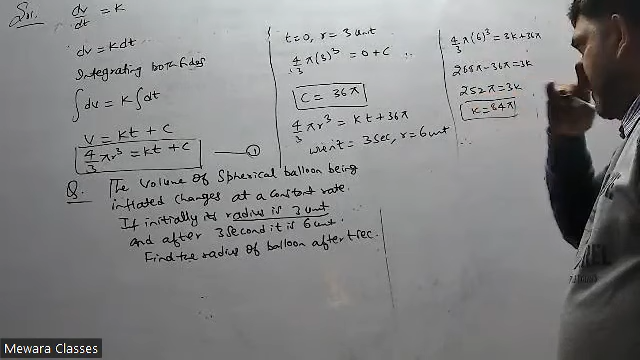 Sol. dv/dt = K
dv = K dt
Integrating both sides
∫dv = K ∫dt
V = Kt + C
4/3 πr³ = Kt + C — ①
Q. The Volume of Spherical balloon being
inflated changes at a constant rate.
If initially its radius is 3 unit
and after 3 second it is 6 unit.
Find the radius of balloon after t sec.
t = 0, r = 3 unit
4/3 π(3)³ = 0 + C
C = 36π
4/3 πr³ = Kt + 36π
when t = 3 sec, r = 6 unit
4/3 π(6)³ = 3K + 36π
288π - 36π = 3K
252π = 3K
K = 84π
REEL
Mewara Classes